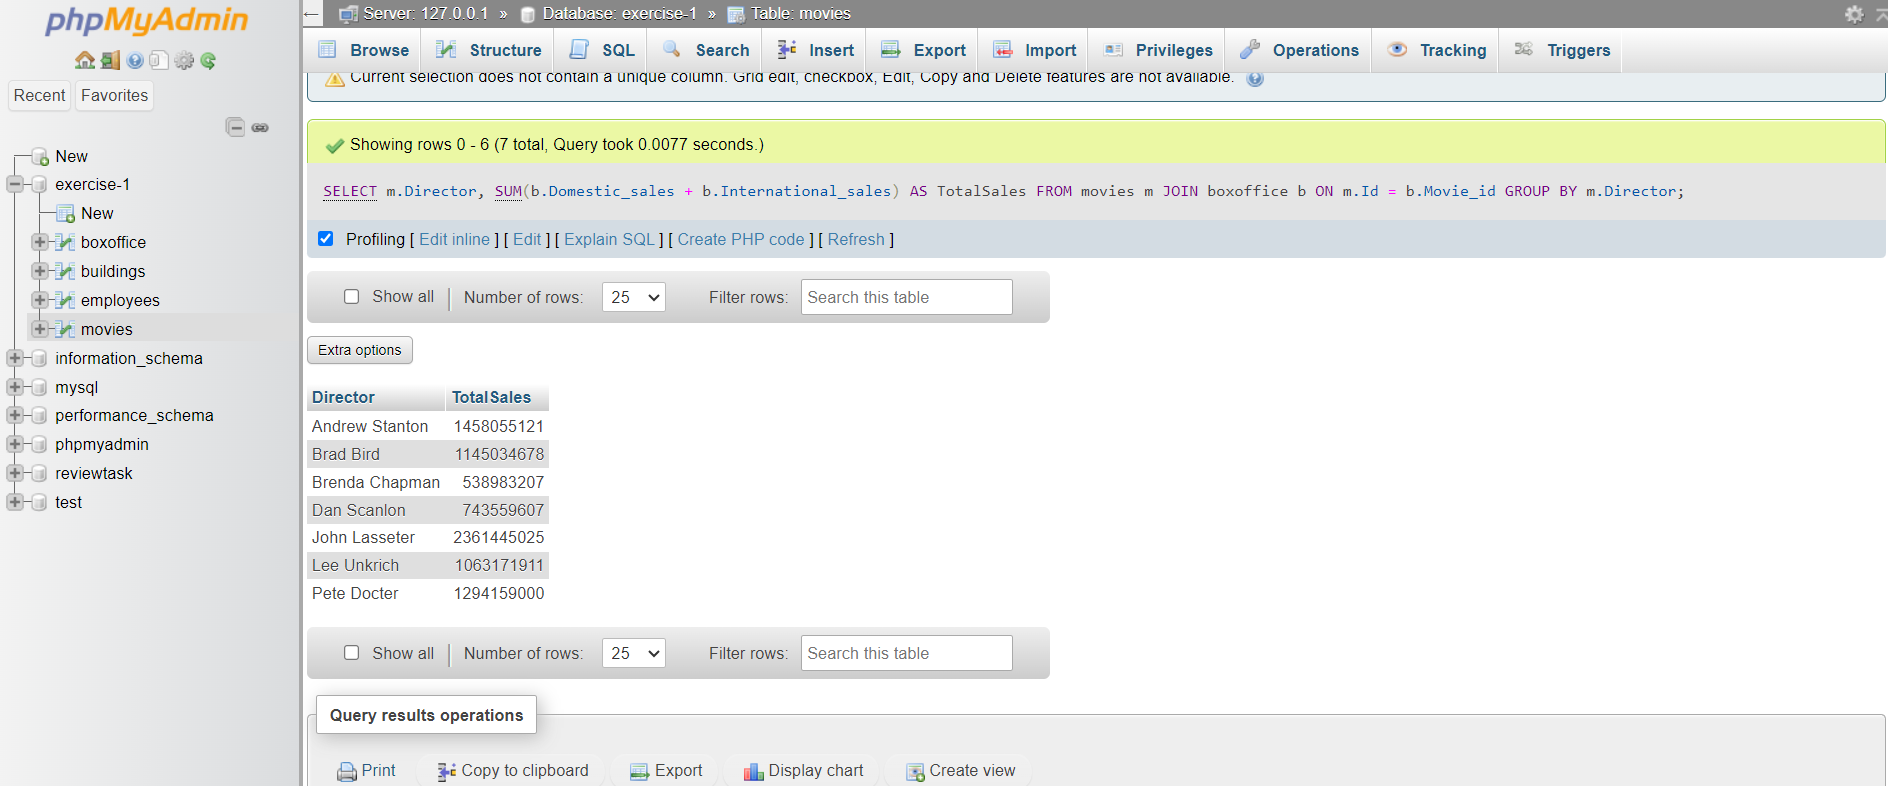 phpMyAdmin
Recent Favorites
New
exercise-1
New
boxoffice
buildings
employees
movies
information_schema
mysql
performance_schema
phpmyadmin
reviewtask
test
Server: 127.0.0.1 » Database: exercise-1 » Table: movies
Browse Structure SQL Search Insert Export Import Privileges Operations Tracking Triggers
Current selection does not contain a unique column. Grid edit, checkbox, Edit, Copy and Delete features are not available.
Showing rows 0 - 6 (7 total, Query took 0.0077 seconds.)
SELECT m.Director, SUM(b.Domestic_sales + b.International_sales) AS TotalSales FROM movies m JOIN boxoffice b ON m.Id = b.Movie_id GROUP BY m.Director;
Profiling [ Edit inline ] [ Edit ] [ Explain SQL ] [ Create PHP code ] [ Refresh ]
Show all Number of rows: 25 Filter rows: Search this table
Extra options
Director TotalSales
Andrew Stanton 1458055121
Brad Bird 1145034678
Brenda Chapman 538983207
Dan Scanlon 743559607
John Lasseter 2361445025
Lee Unkrich 1063171911
Pete Docter 1294159000
Show all Number of rows: 25 Filter rows: Search this table
Query results operations
Print Copy to clipboard Export Display chart Create view